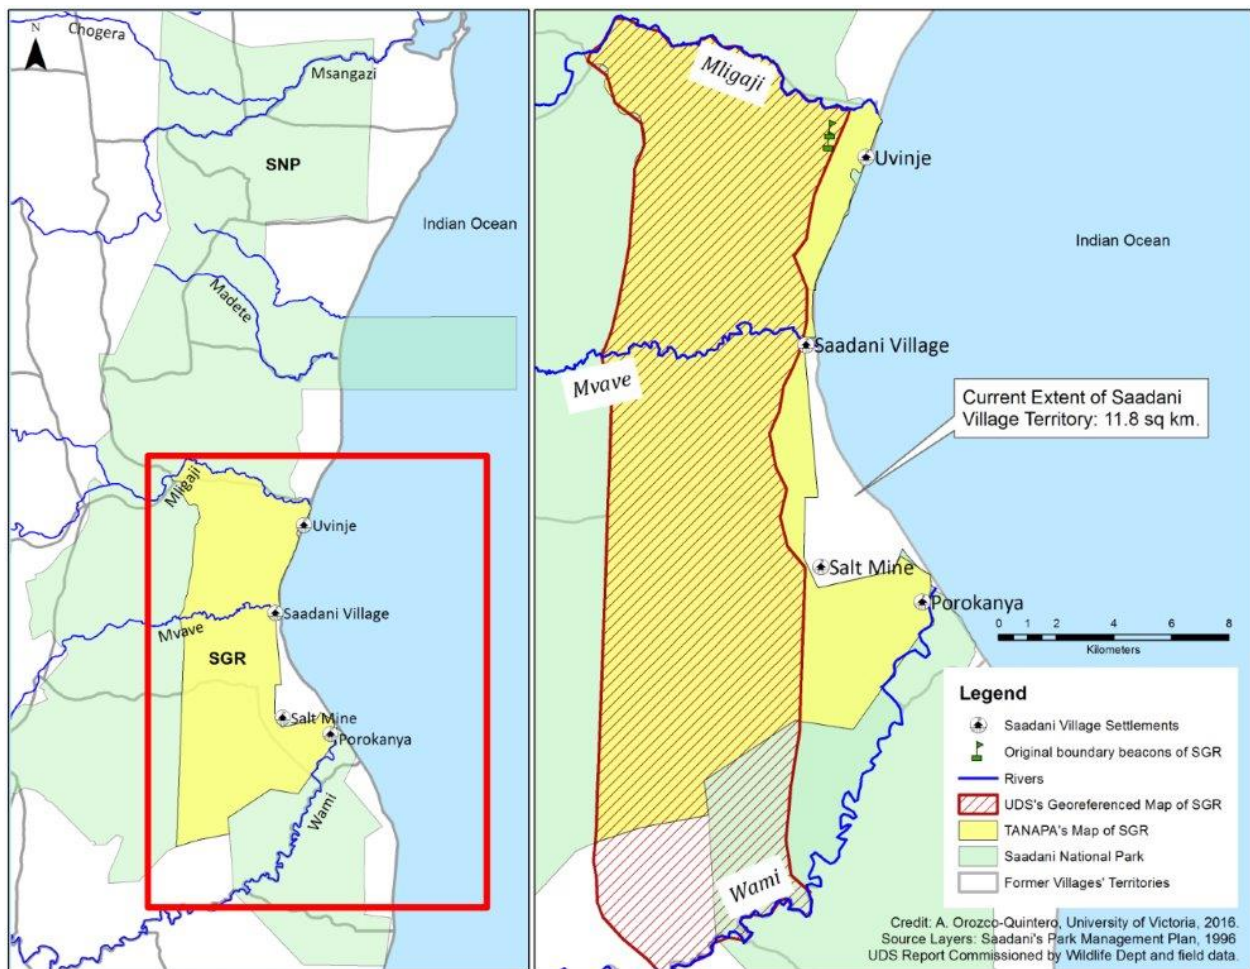 N
Chogera
Msangazi
SNP
Indian Ocean
Madete
Mligaji
Uvinje
Saadani Village
Mvave
SGR
Salt Mine
Porokanya
Wami
Mligaji
Uvinje
Indian Ocean
Saadani Village
Mvave
Current Extent of Saadani
Village Territory: 11.8 sq km.
Salt Mine
Porokanya
0 1 2 4 6 8
Kilometers
Wami
Legend
Saadani Village Settlements
Original boundary beacons of SGR
Rivers
UDS's Georeferenced Map of SGR
TANAPA's Map of SGR
Saadani National Park
Former Villages' Territories
Credit: A. Orozco-Quintero, University of Victoria, 2016.
Source Layers: Saadani's Park Management Plan, 1996
UDS Report Commissioned by Wildlife Dept and field data.